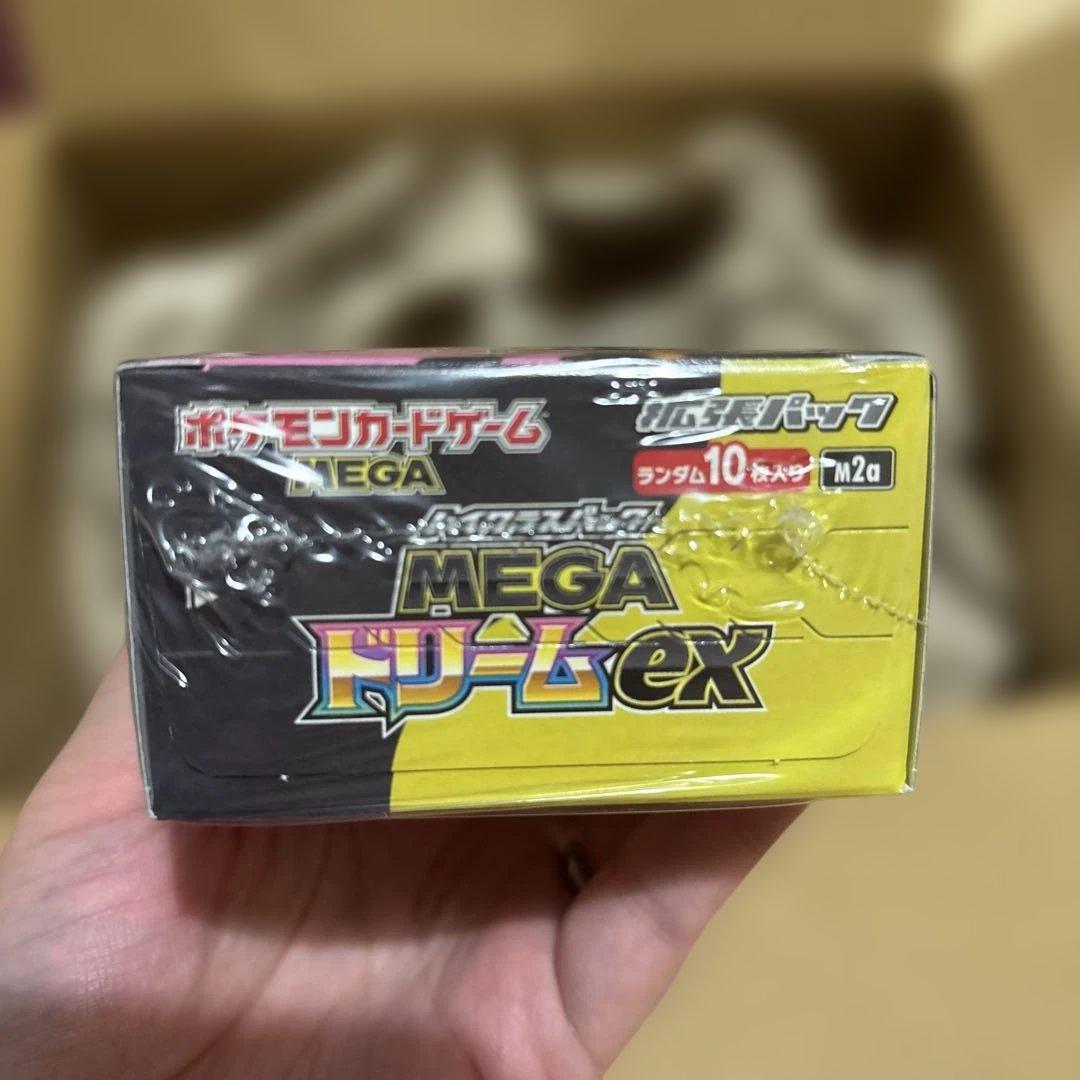 ポケモンカードゲーム
MEGA
拡張パック
ランダム10枚入り
M2a
ハイクラスパック
MEGA
ドリームex